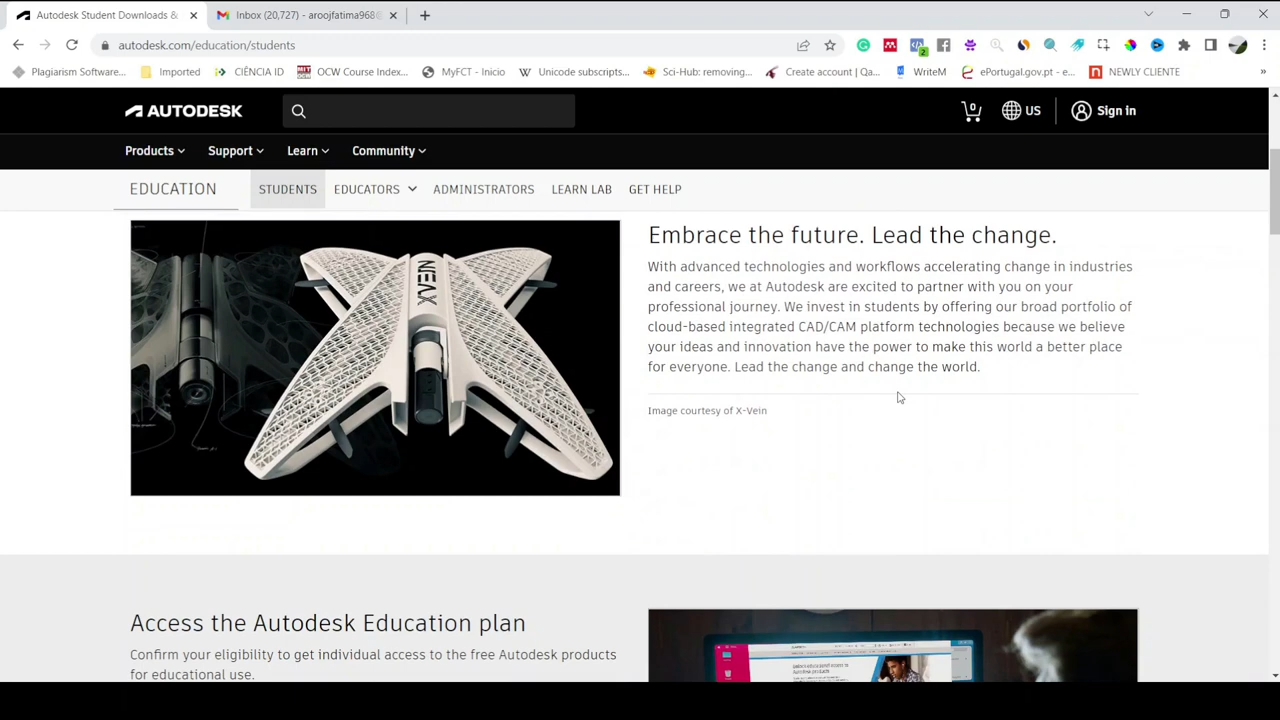 Autodesk Student Downloads &
Inbox (20,727) - aroojfatima968
autodesk.com/education/students
Plagiarism Software...
Imported
CIÊNCIA ID
OCW Course Index...
MyFCT - Inicio
Unicode subscripts...
Sci-Hub: removing...
Create account | Qa...
WriteM
ePortugal.gov.pt - e...
NEWLY CLIENTE
AUTODESK
0
US
Sign in
Products
Support
Learn
Community
EDUCATION
STUDENTS
EDUCATORS
ADMINISTRATORS
LEARN LAB
GET HELP
XVEIN
Embrace the future. Lead the change.
With advanced technologies and workflows accelerating change in industries
and careers, we at Autodesk are excited to partner with you on your
professional journey. We invest in students by offering our broad portfolio of
cloud-based integrated CAD/CAM platform technologies because we believe
your ideas and innovation have the power to make this world a better place
for everyone. Lead the change and change the world.
Image courtesy of X-Vein
Access the Autodesk Education plan
Confirm your eligibility to get individual access to the free Autodesk products
for educational use.